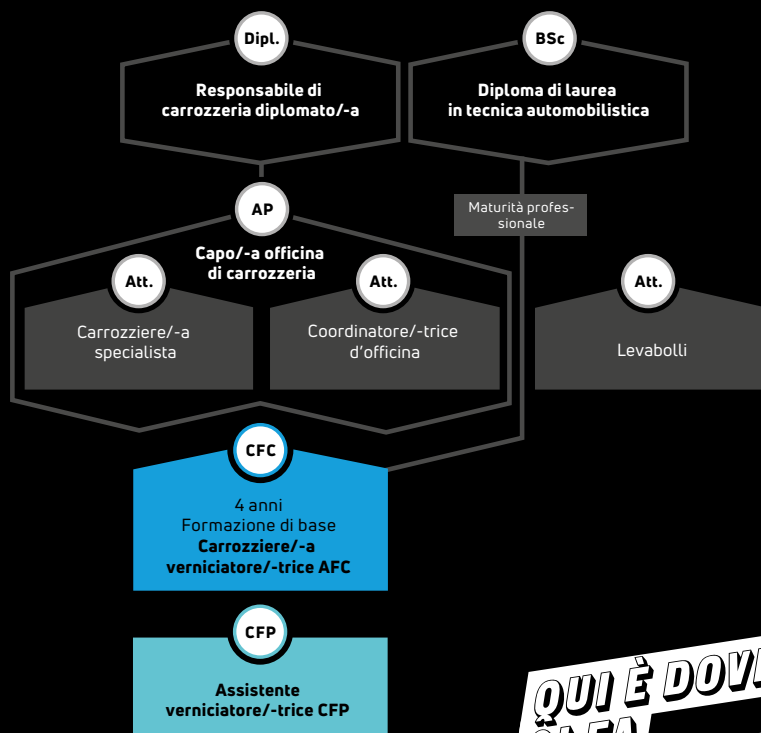 Dipl.
Responsabile di
carrozzeria diplomato/-a
BSc
Diploma di laurea
in tecnica automobilistica
Maturità profes-
sionale
AP
Capo/-a officina
di carrozzeria
Att.
Carrozziere/-a
specialista
Att.
Coordinatore/-trice
d'officina
Att.
Levabolli
CFC
4 anni
Formazione di base
Carrozziere/-a
verniciatore/-trice AFC
CFP
Assistente
verniciatore/-trice CFP
QUI È